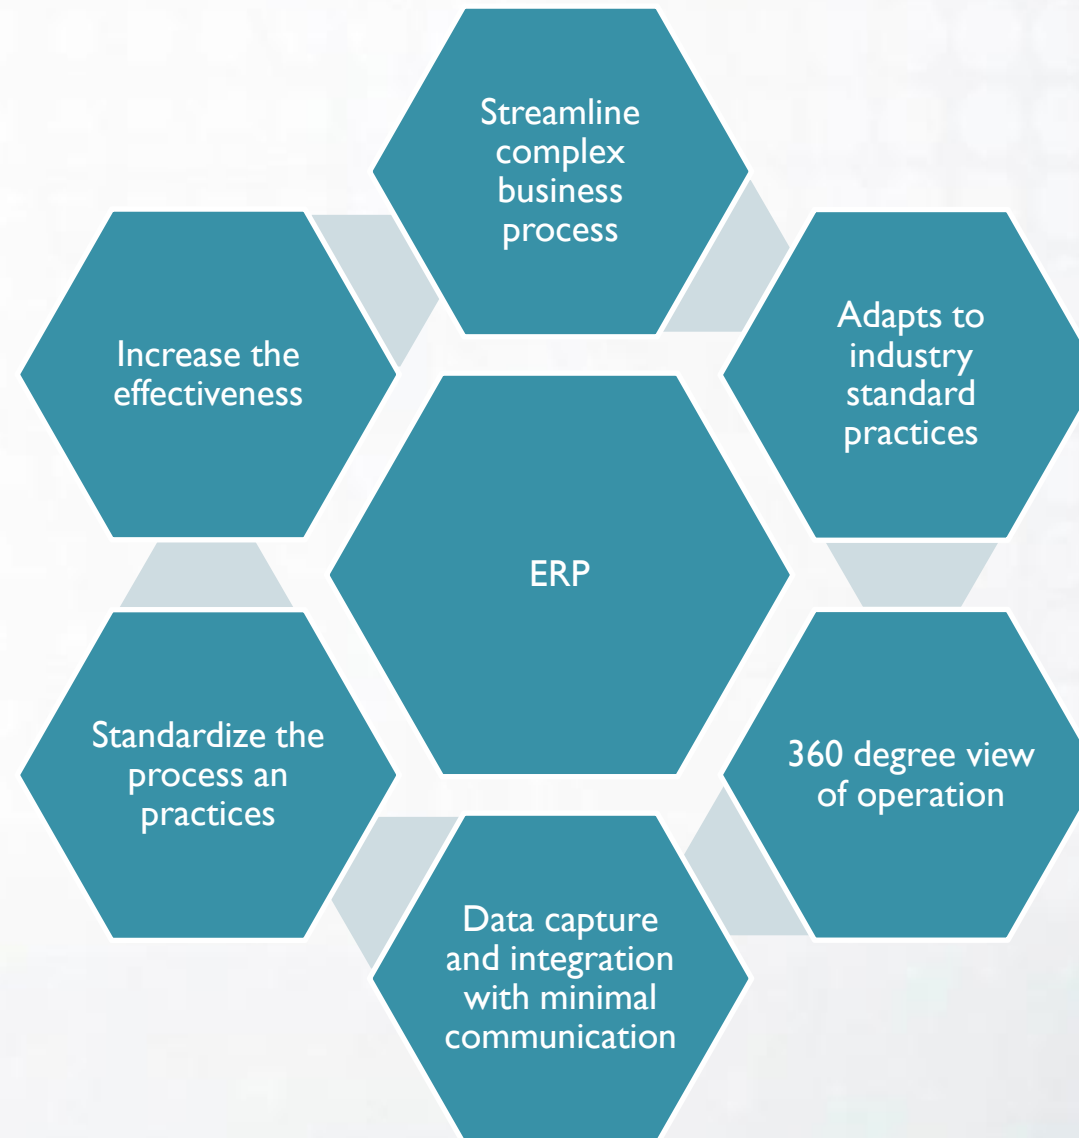 Streamline
complex
business
process
Adapts to
industry
standard
practices
360 degree view
of operation
Data capture
and integration
with minimal
communication
Standardize the
process an
practices
Increase the
effectiveness
ERP